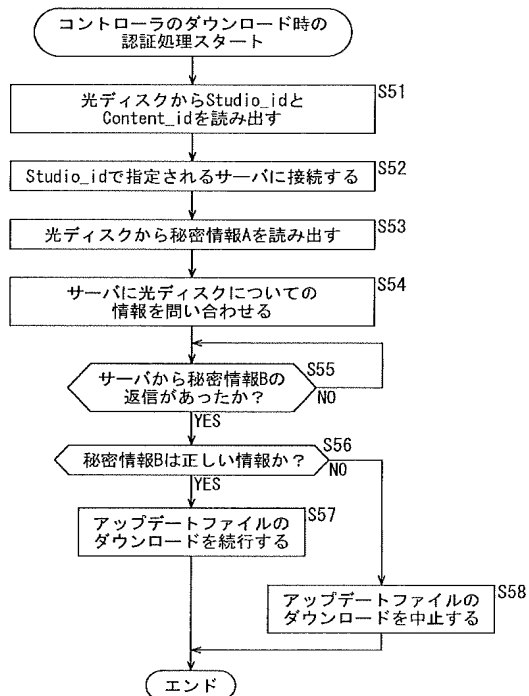 コントローラのダウンロード時の
認証処理スタート
光ディスクからStudio_idと
Content_idを読み出す
S51
Studio_idで指定されるサーバに接続する
S52
光ディスクから秘密情報Aを読み出す
S53
サーバに光ディスクについての
情報を問い合わせる
S54
サーバから秘密情報Bの
返信があったか?
S55
NO
YES
秘密情報Bは正しい情報か?
S56
NO
YES
アップデートファイルの
ダウンロードを続行する
S57
アップデートファイルの
ダウンロードを中止する
S58
エンド